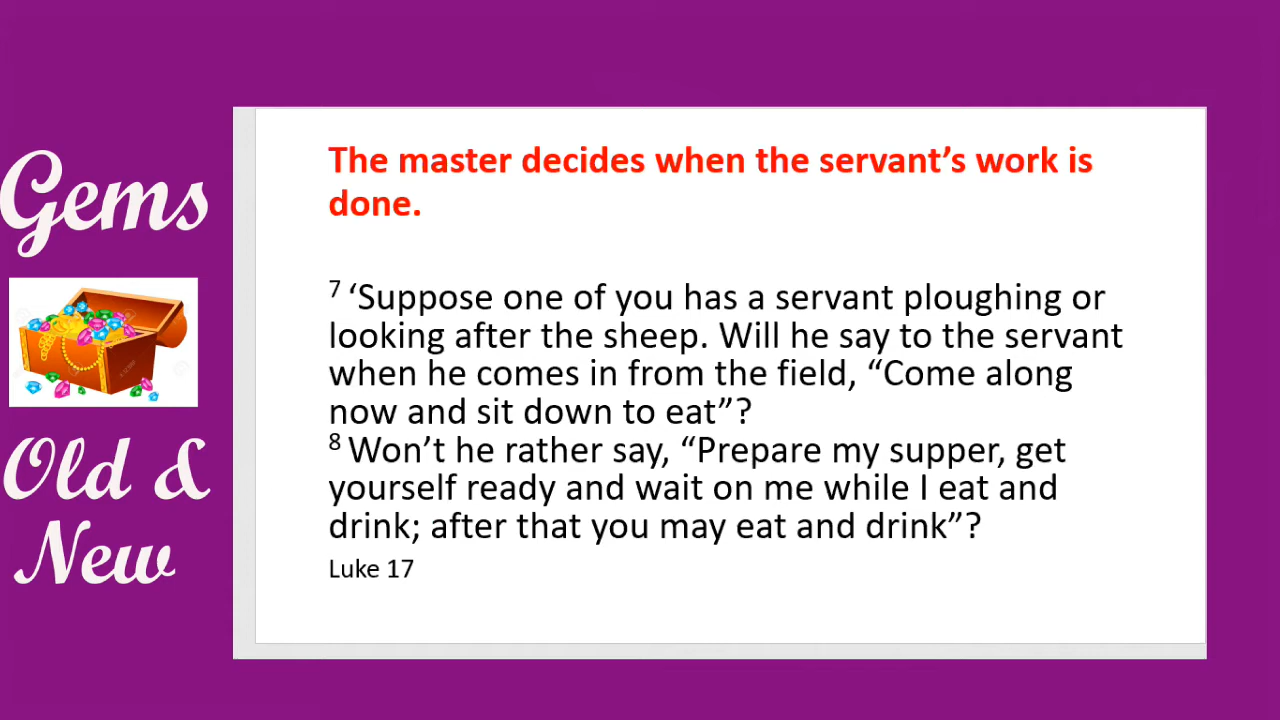 Gems
Old &
New
The master decides when the servant’s work is
done.
7 ‘Suppose one of you has a servant ploughing or
looking after the sheep. Will he say to the servant
when he comes in from the field, “Come along
now and sit down to eat”?
8 Won’t he rather say, “Prepare my supper, get
yourself ready and wait on me while I eat and
drink; after that you may eat and drink”?
Luke 17